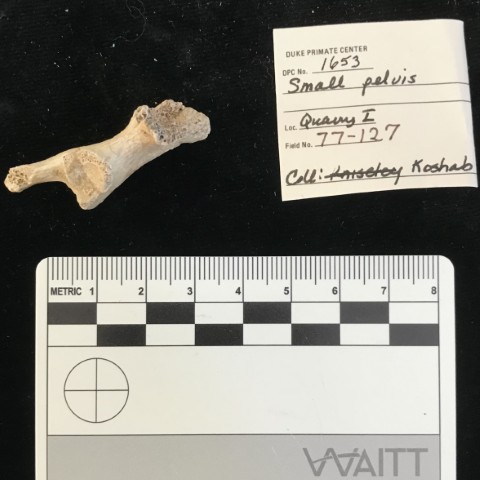 DUKE PRIMATE CENTER
DPC No. 1653
Small pelvis
Loc. Quarry I
Field No. 77-127
Coll: Koshab
METRIC 1 2 3 4 5 6 7 8
WAITT